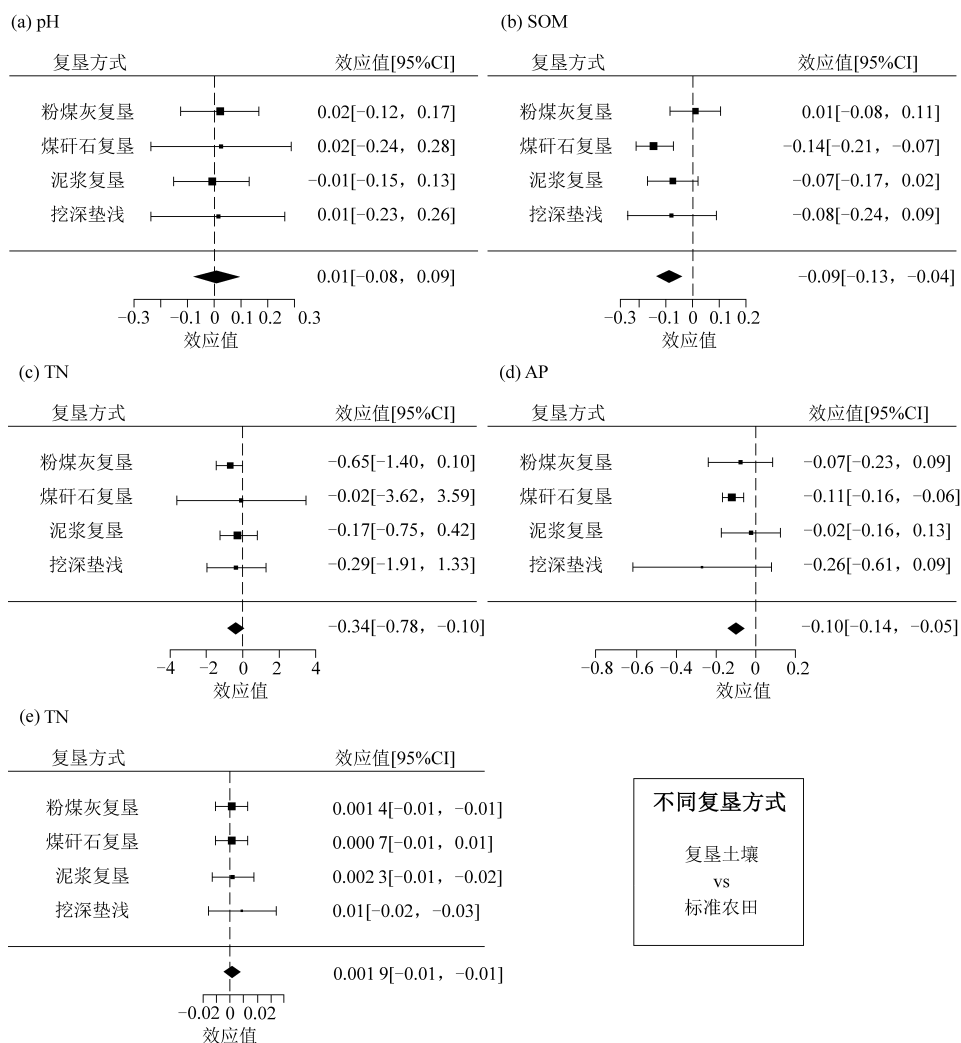 (a) pH
复垦方式 效应值[95%CI]
粉煤灰复垦 0.02[−0.12，0.17]
煤矸石复垦 0.02[−0.24，0.28]
泥浆复垦 −0.01[−0.15，0.13]
挖深垫浅 0.01[−0.23，0.26]
0.01[−0.08，0.09]
−0.3 −0.1 0 0.1 0.2 0.3
效应值
(b) SOM
复垦方式 效应值[95%CI]
粉煤灰复垦 0.01[−0.08，0.11]
煤矸石复垦 −0.14[−0.21，−0.07]
泥浆复垦 −0.07[−0.17，0.02]
挖深垫浅 −0.08[−0.24，0.09]
−0.09[−0.13，−0.04]
−0.3 −0.1 0 0.1 0.2
效应值
(c) TN
复垦方式 效应值[95%CI]
粉煤灰复垦 −0.65[−1.40，0.10]
煤矸石复垦 −0.02[−3.62，3.59]
泥浆复垦 −0.17[−0.75，0.42]
挖深垫浅 −0.29[−1.91，1.33]
−0.34[−0.78，−0.10]
−4 −2 0 2 4
效应值
(d) AP
复垦方式 效应值[95%CI]
粉煤灰复垦 −0.07[−0.23，0.09]
煤矸石复垦 −0.11[−0.16，−0.06]
泥浆复垦 −0.02[−0.16，0.13]
挖深垫浅 −0.26[−0.61，0.09]
−0.10[−0.14，−0.05]
−0.8 −0.6 −0.4 −0.2 0 0.2
效应值
(e) TN
复垦方式 效应值[95%CI]
粉煤灰复垦 0.001 4[−0.01，−0.01]
煤矸石复垦 0.000 7[−0.01，0.01]
泥浆复垦 0.002 3[−0.01，−0.02]
挖深垫浅 0.01[−0.02，−0.03]
0.001 9[−0.01，−0.01]
−0.02 0 0.02
效应值
不同复垦方式
复垦土壤
vs
标准农田